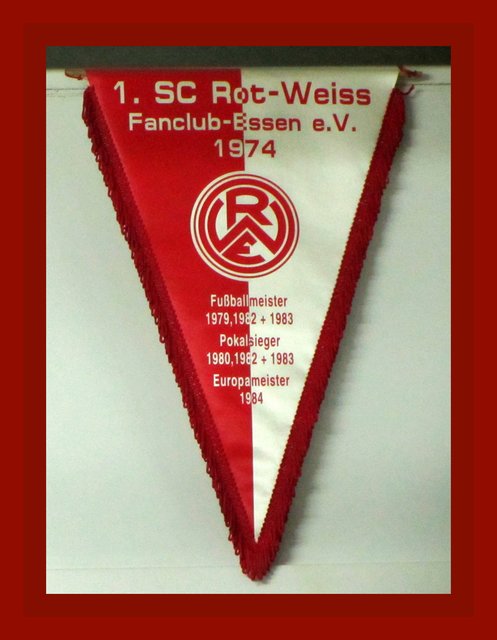 1. SC Rot-Weiss
Fanclub-Essen e.V.
1974
RWE
Fußballmeister
1979,1982 + 1983
Pokalsieger
1980,1982 + 1983
Europameister
1984